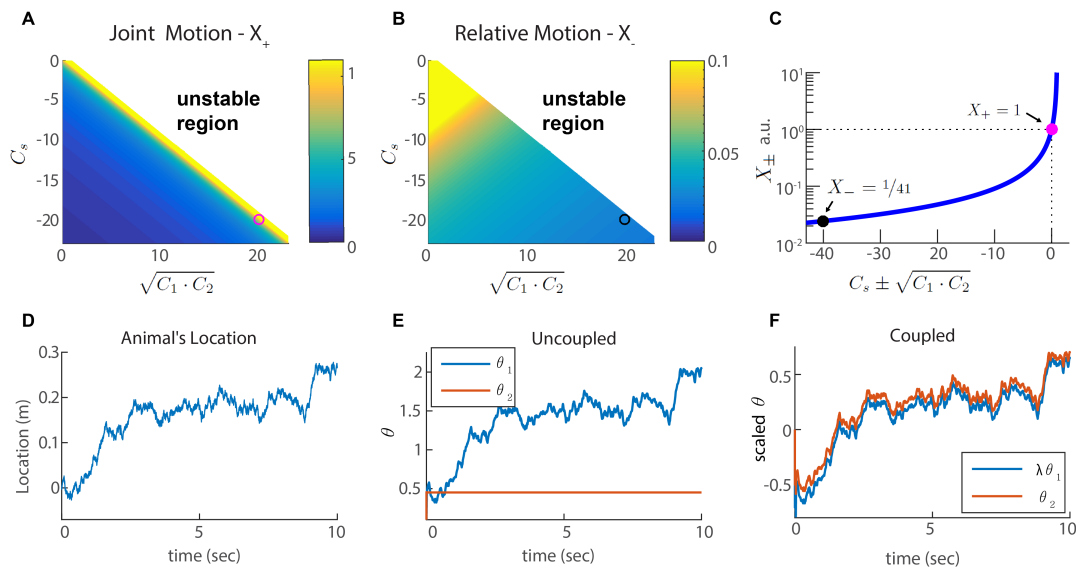 A
Joint Motion - X+
0
-5
-10
-15
-20
Cs
unstable
region
0
10
20
√C1 · C2
1
5
0
B
Relative Motion - X-
0
-5
-10
-15
-20
Cs
unstable
region
0
10
20
√C1 · C2
0.1
0.05
0
C
10^1
10^0
10^-1
10^-2
X± a.u.
X+ = 1
X− = 1/41
-40
-30
-20
-10
0
Cs ± √C1 · C2
D
Animal's Location
0.3
0.2
0.1
0
Location (m)
0
5
10
time (sec)
E
Uncoupled
θ1
θ2
2
1.5
1
0.5
θ
0
5
10
time (sec)
F
Coupled
0.5
0
-0.5
scaled θ
λθ1
θ2
0
5
10
time (sec)